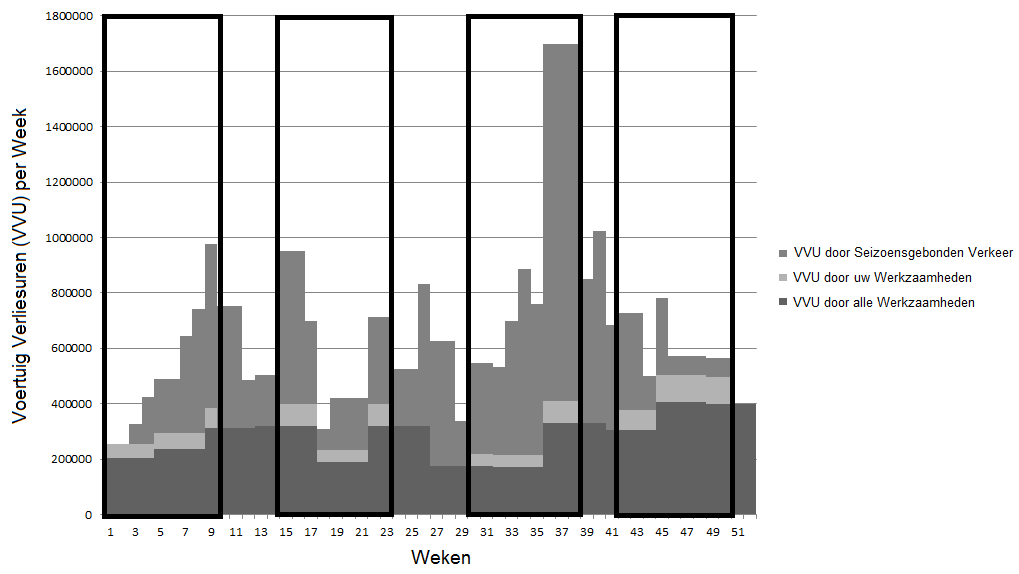 Voertuig Verliesuren (VVU) per Week
1800000
1600000
1400000
1200000
1000000
800000
600000
400000
200000
0
1 3 5 7 9 11 13 15 17 19 21 23 25 27 29 31 33 35 37 39 41 43 45 47 49 51
Weken
VVU door Seizoensgebonden Verkeer
VVU door uw Werkzaamheden
VVU door alle Werkzaamheden